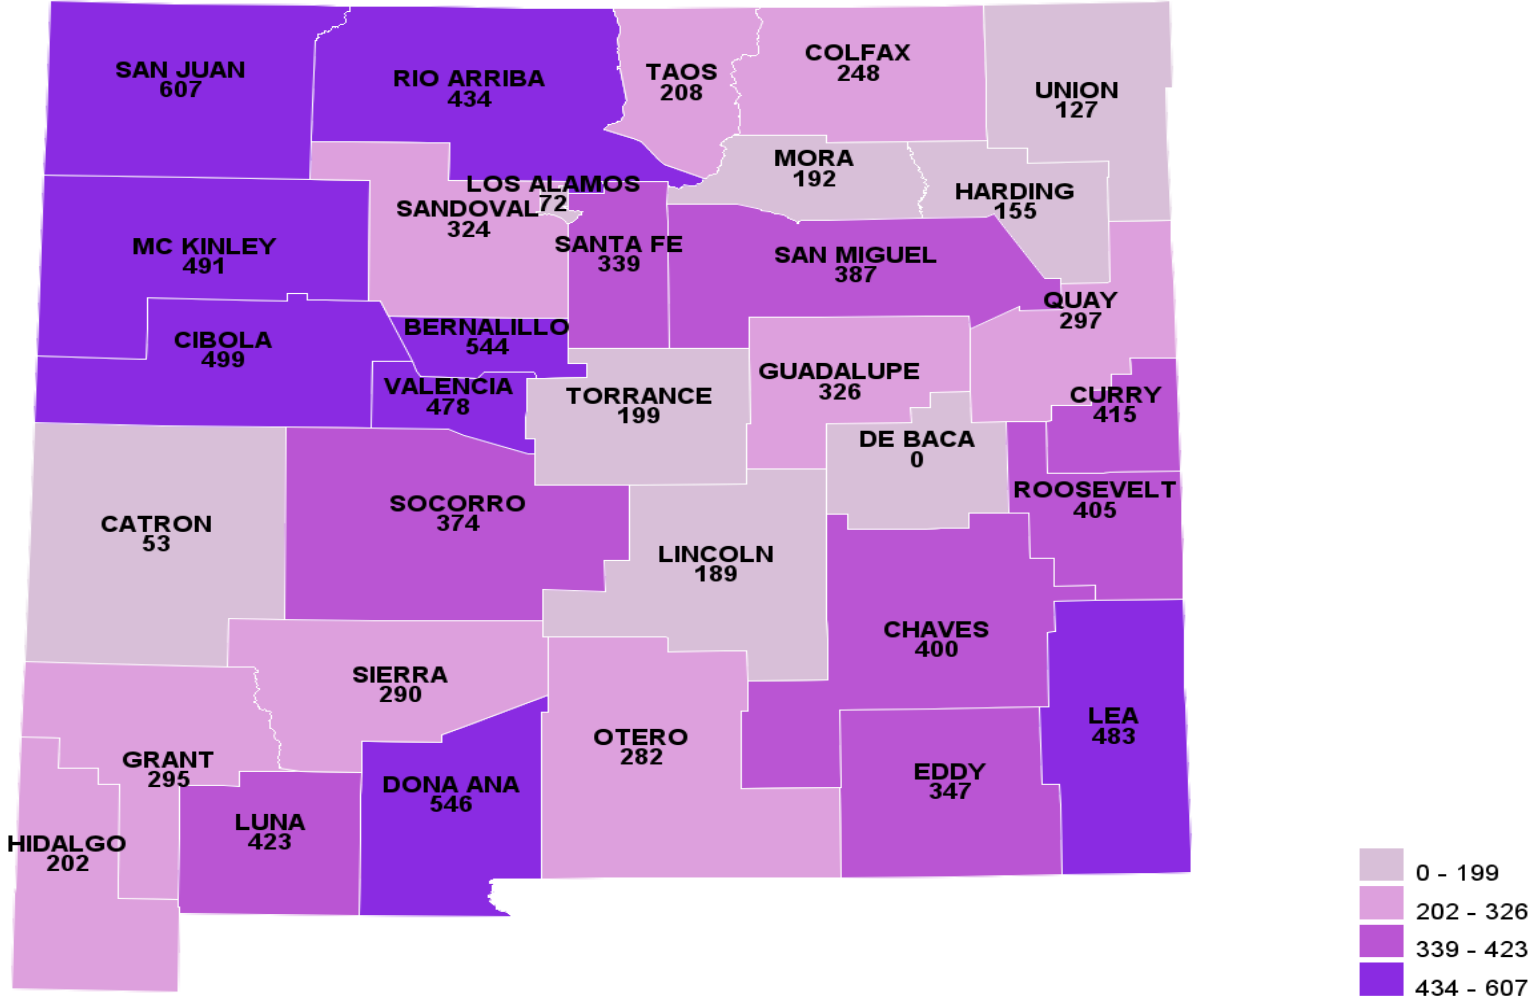 SAN JUAN
607
RIO ARRIBA
434
TAOS
208
COLFAX
248
UNION
127
MORA
192
HARDING
155
LOS ALAMOS
72
SANDOVAL
324
SANTA FE
339
MC KINLEY
491
SAN MIGUEL
387
QUAY
297
CIBOLA
499
BERNALILLO
544
VALENCIA
478
TORRANCE
199
GUADALUPE
326
CURRY
415
DE BACA
0
ROOSEVELT
405
CATRON
53
SOCORRO
374
LINCOLN
189
CHAVES
400
SIERRA
290
LEA
483
OTERO
282
GRANT
295
DONA ANA
546
EDDY
347
LUNA
423
HIDALGO
202
0 - 199
202 - 326
339 - 423
434 - 607